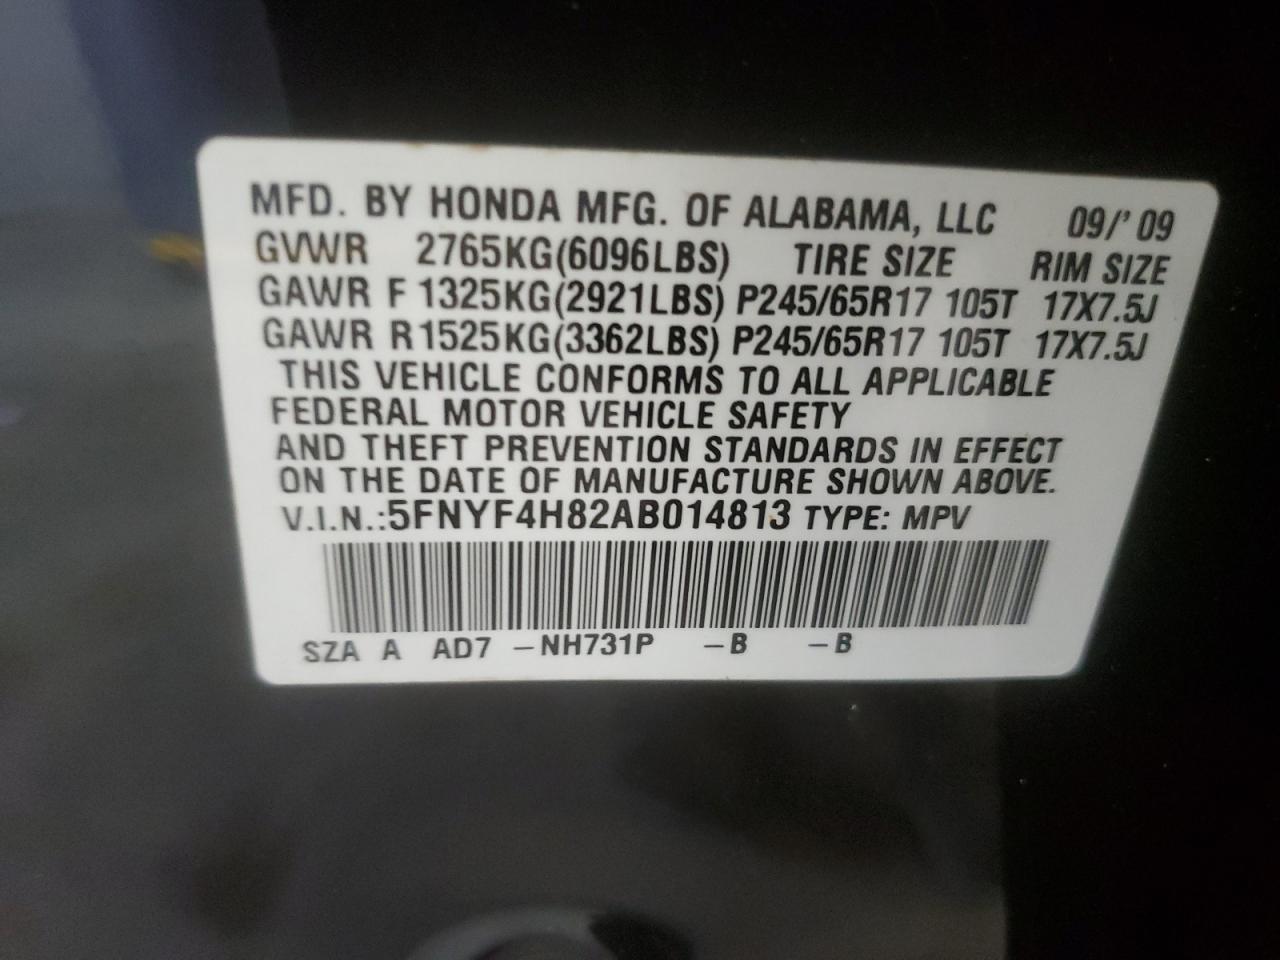 MFD. BY HONDA MFG. OF ALABAMA, LLC 09/'09
GVWR 2765KG(6096LBS) TIRE SIZE RIM SIZE
GAWR F 1325KG(2921LBS) P245/65R17 105T 17X7.5J
GAWR R 1525KG(3362LBS) P245/65R17 105T 17X7.5J
THIS VEHICLE CONFORMS TO ALL APPLICABLE
FEDERAL MOTOR VEHICLE SAFETY
AND THEFT PREVENTION STANDARDS IN EFFECT
ON THE DATE OF MANUFACTURE SHOWN ABOVE.
V.I.N.:5FNYF4H82AB014813 TYPE: MPV
SZA A AD7 –NH731P –B –B